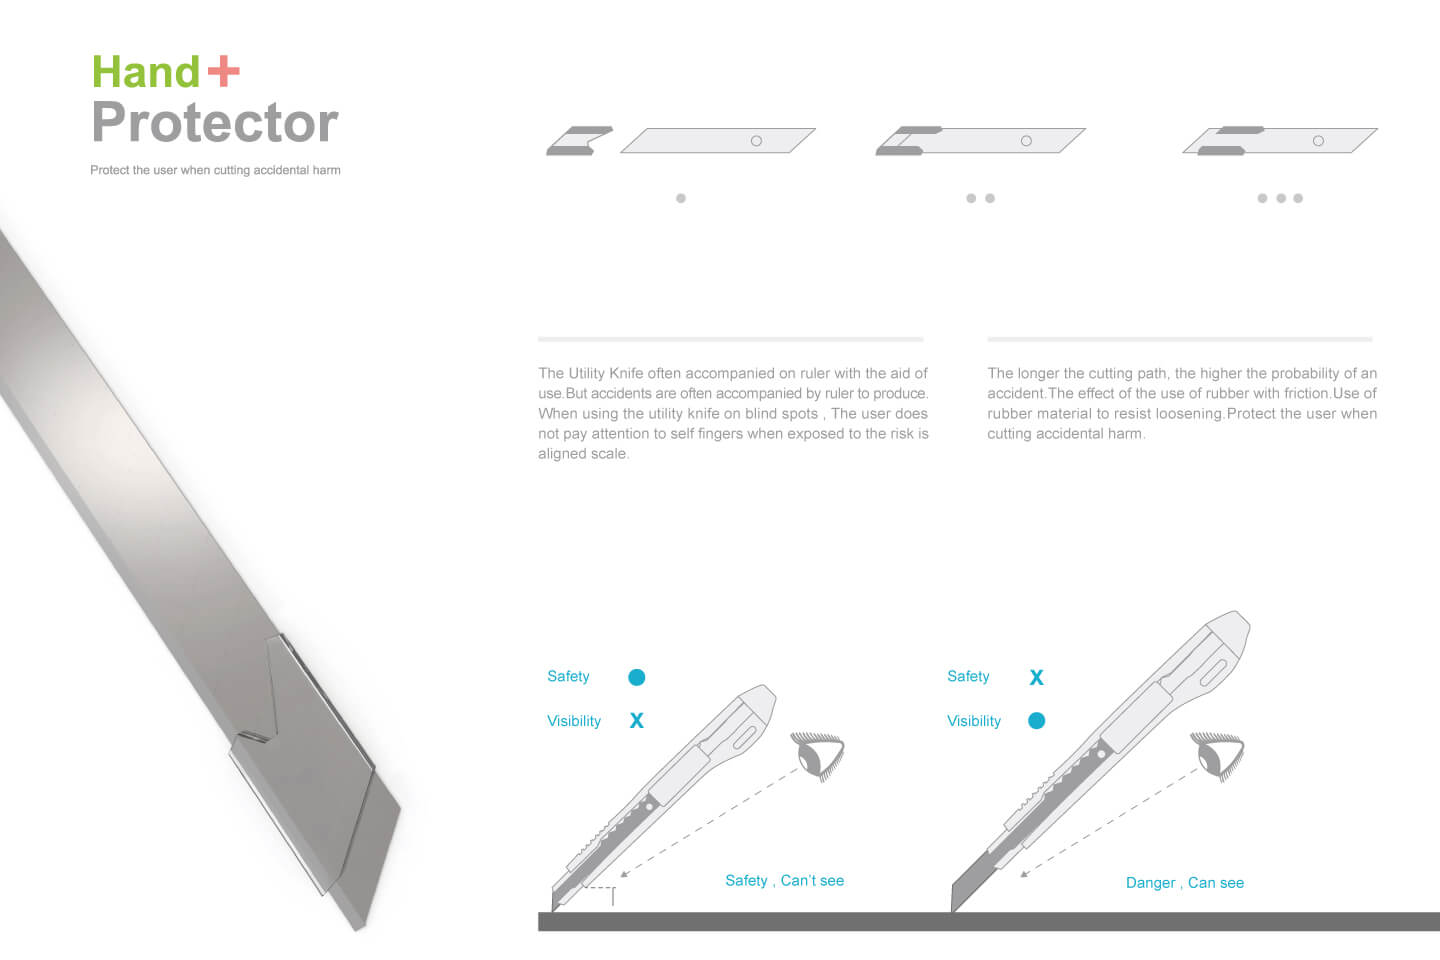 Hand+
Protector
Protect the user when cutting accidental harm
The Utility Knife often accompanied on ruler with the aid of
use.But accidents are often accompanied by ruler to produce.
When using the utility knife on blind spots , The user does
not pay attention to self fingers when exposed to the risk is
aligned scale.
The longer the cutting path, the higher the probability of an
accident.The effect of the use of rubber with friction.Use of
rubber material to resist loosening.Protect the user when
cutting accidental harm.
Safety
Visibility X
Safety , Can't see
Safety X
Visibility
Danger , Can see